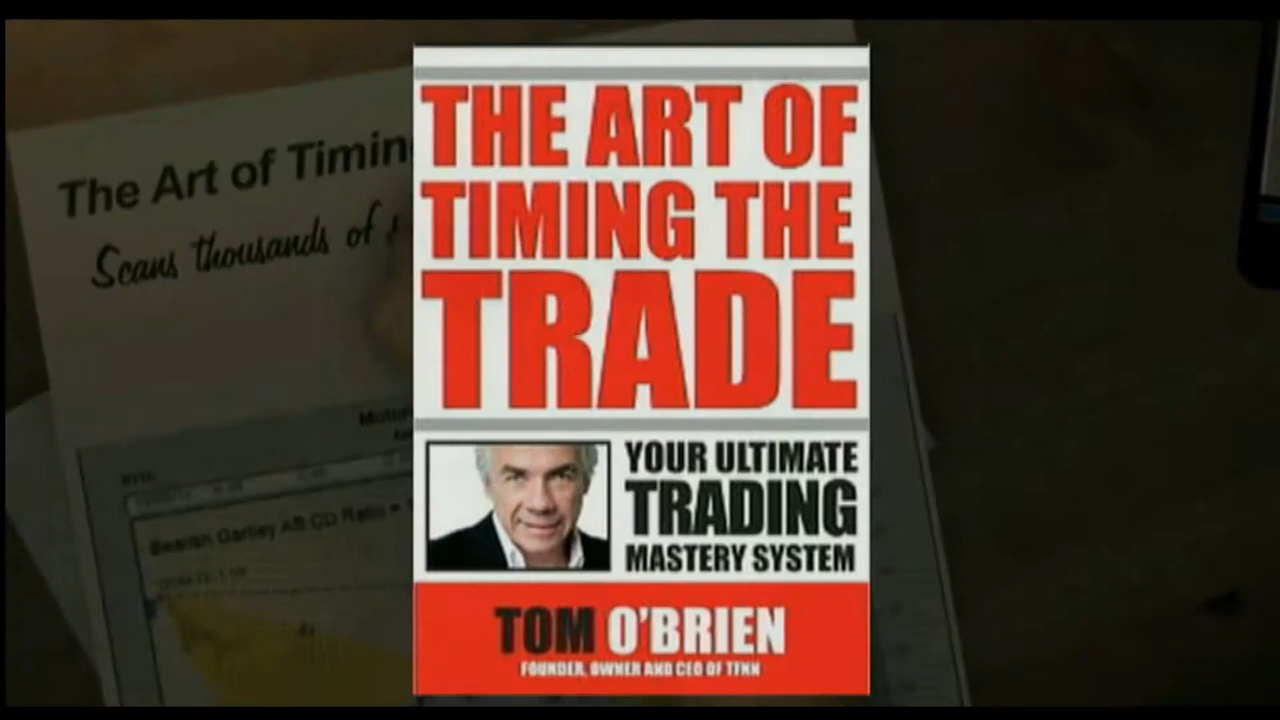 THE ART OF
TIMING THE
TRADE
YOUR ULTIMATE
TRADING
MASTERY SYSTEM
TOM O'BRIEN
FOUNDER, OWNER AND CEO OF TFNN
The Art of Timin
Scans thousands of
Bearish Gartley AB CD Ratio =